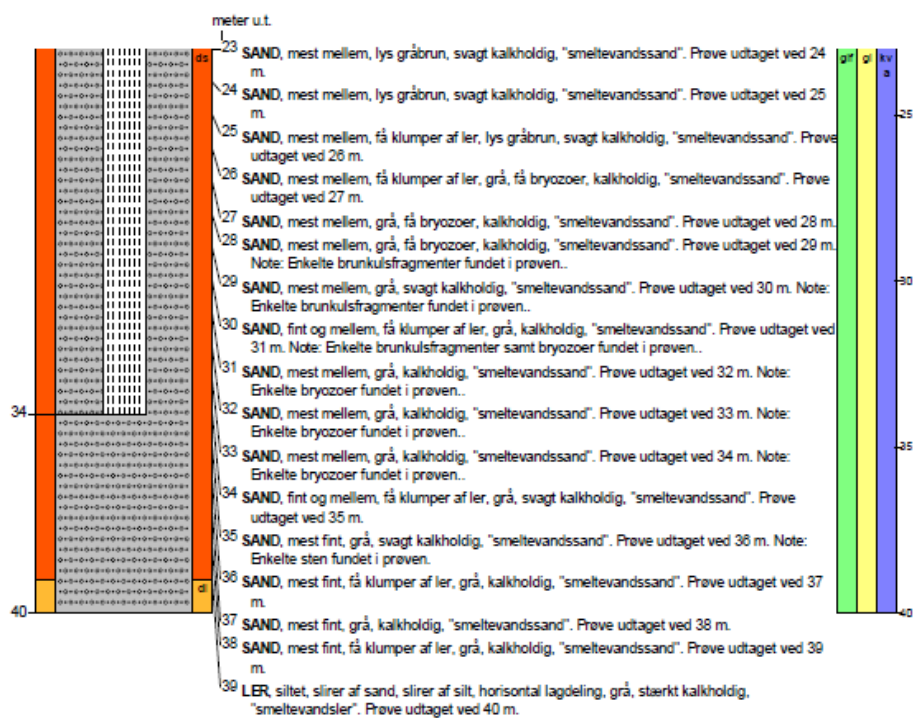 meter u.t.
23 SAND, mest mellem, lys gråbrun, svagt kalkholdig, "smeltevandssand". Prøve udtaget ved 24
m.
24 SAND, mest mellem, lys gråbrun, svagt kalkholdig, "smeltevandssand". Prøve udtaget ved 25
m.
25 SAND, mest mellem, få klumper af ler, lys gråbrun, svagt kalkholdig, "smeltevandssand". Prøve
udtaget ved 26 m.
26 SAND, mest mellem, få klumper af ler, grå, få bryozoer, kalkholdig, "smeltevandssand". Prøve
udtaget ved 27 m.
27 SAND, mest mellem, grå, få bryozoer, kalkholdig, "smeltevandssand". Prøve udtaget ved 28 m.
28 SAND, mest mellem, grå, få bryozoer, kalkholdig, "smeltevandssand". Prøve udtaget ved 29 m.
Note: Enkelte brunkulsfragmenter fundet i prøven..
29 SAND, mest mellem, grå, svagt kalkholdig, "smeltevandssand". Prøve udtaget ved 30 m. Note:
Enkelte brunkulsfragmenter fundet i prøven..
30 SAND, fint og mellem, få klumper af ler, grå, kalkholdig, "smeltevandssand". Prøve udtaget ved
31 m. Note: Enkelte brunkulsfragmenter samt bryozoer fundet i prøven..
31 SAND, mest mellem, grå, kalkholdig, "smeltevandssand". Prøve udtaget ved 32 m. Note:
Enkelte bryozoer fundet i prøven..
32 SAND, mest mellem, grå, kalkholdig, "smeltevandssand". Prøve udtaget ved 33 m. Note:
Enkelte bryozoer fundet i prøven..
33 SAND, mest mellem, grå, kalkholdig, "smeltevandssand". Prøve udtaget ved 34 m. Note:
Enkelte bryozoer fundet i prøven..
34 SAND, fint og mellem, få klumper af ler, grå, svagt kalkholdig, "smeltevandssand". Prøve
udtaget ved 35 m.
35 SAND, mest fint, grå, svagt kalkholdig, "smeltevandssand". Prøve udtaget ved 36 m. Note:
Enkelte sten fundet i prøven.
36 SAND, mest fint, få klumper af ler, grå, kalkholdig, "smeltevandssand". Prøve udtaget ved 37
m.
37 SAND, mest fint, grå, kalkholdig, "smeltevandssand". Prøve udtaget ved 38 m.
38 SAND, mest fint, få klumper af ler, grå, kalkholdig, "smeltevandssand". Prøve udtaget ved 39
m.
39 LER, siltet, slirer af sand, slirer af silt, horisontal lagdeling, grå, stærkt kalkholdig,
"smeltevandsler". Prøve udtaget ved 40 m.
34
40
ds
dl
glf
gl
kv
a
25
30
35
40